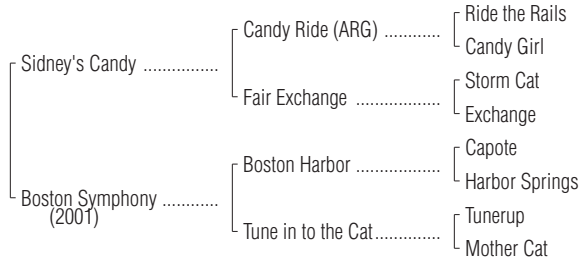 Ride the Rails
Candy Ride (ARG) ............
Candy Girl
Sidney's Candy ................
Storm Cat
Fair Exchange ..................
Exchange
Capote
Boston Harbor ..................
Harbor Springs
Boston Symphony ............
(2001)
Tunerup
Tune in to the Cat..............
Mother Cat